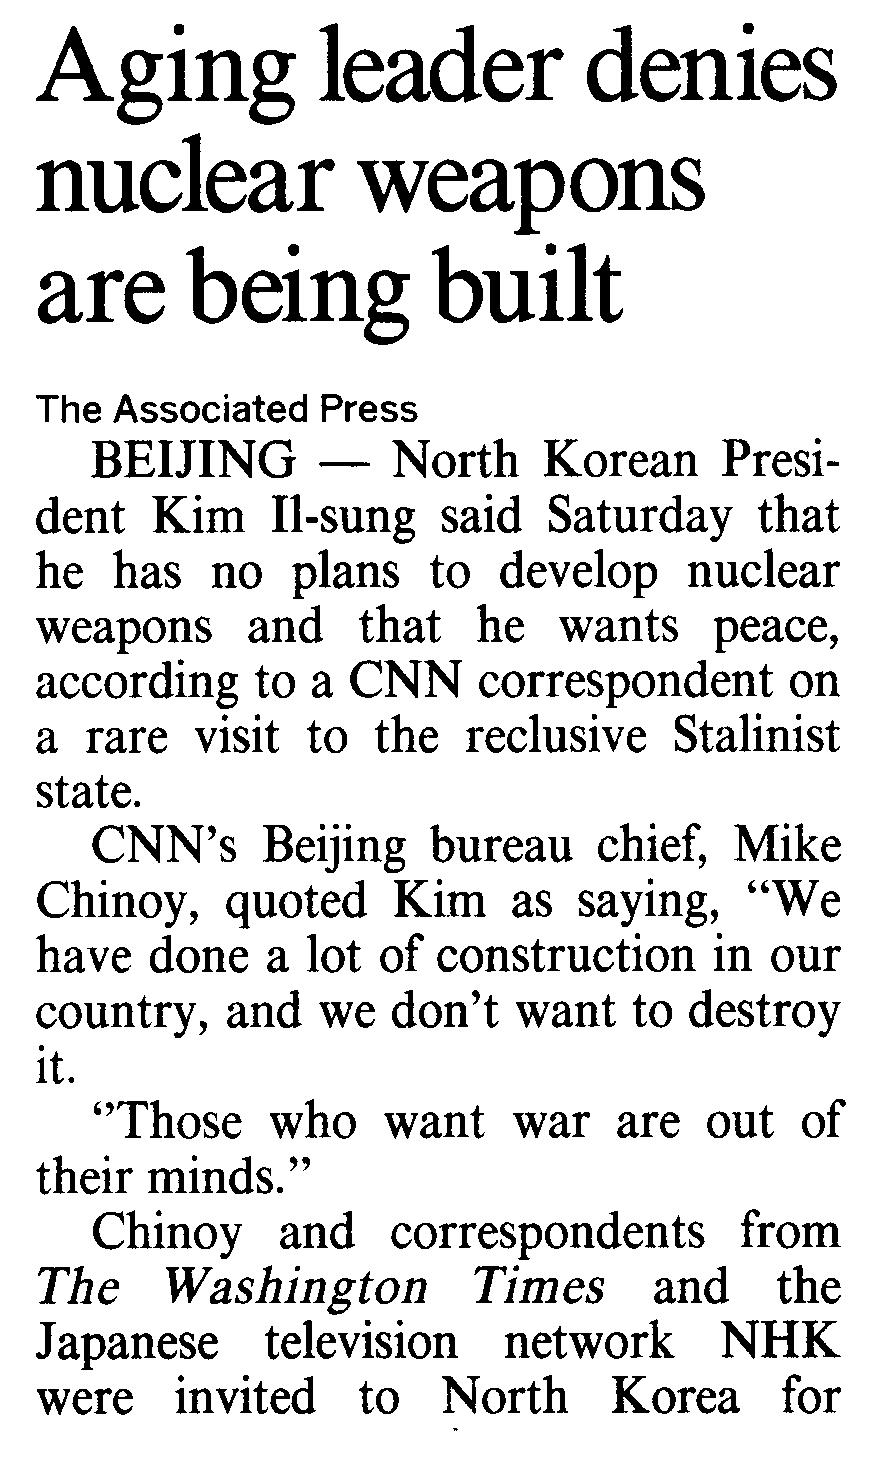 Aging leader denies
nuclear weapons
are being built
The Associated Press
BEIJING — North Korean Presi-
dent Kim Il-sung said Saturday that
he has no plans to develop nuclear
weapons and that he wants peace,
according to a CNN correspondent on
a rare visit to the reclusive Stalinist
state.
CNN’s Beijing bureau chief, Mike
Chinoy, quoted Kim as saying, “We
have done a lot of construction in our
country, and we don’t want to destroy
it.
‘’Those who want war are out of
their minds.”
Chinoy and correspondents from
The Washington Times and the
Japanese television network NHK
were invited to North Korea for